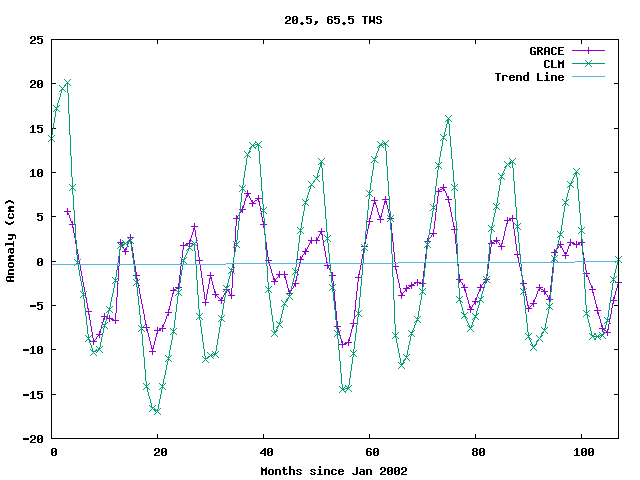 20.5, 65.5 TWS
GRACE
CLM
Trend Line
25
20
15
10
5
0
-5
-10
-15
-20
Anomaly (cm)
0 20 40 60 80 100
Months since Jan 2002